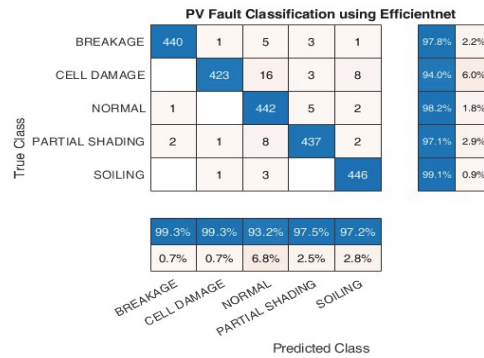 PV Fault Classification using Efficientnet
BREAKAGE 440 1 5 3 1 97.8% 2.2%
CELL DAMAGE 423 16 3 8 94.0% 6.0%
NORMAL 1 442 5 2 98.2% 1.8%
PARTIAL SHADING 2 1 8 437 2 97.1% 2.9%
SOILING 1 3 446 99.1% 0.9%
True Class
99.3% 99.3% 93.2% 97.5% 97.2%
0.7% 0.7% 6.8% 2.5% 2.8%
BREAKAGE
CELL DAMAGE
NORMAL
PARTIAL SHADING
SOILING
Predicted Class